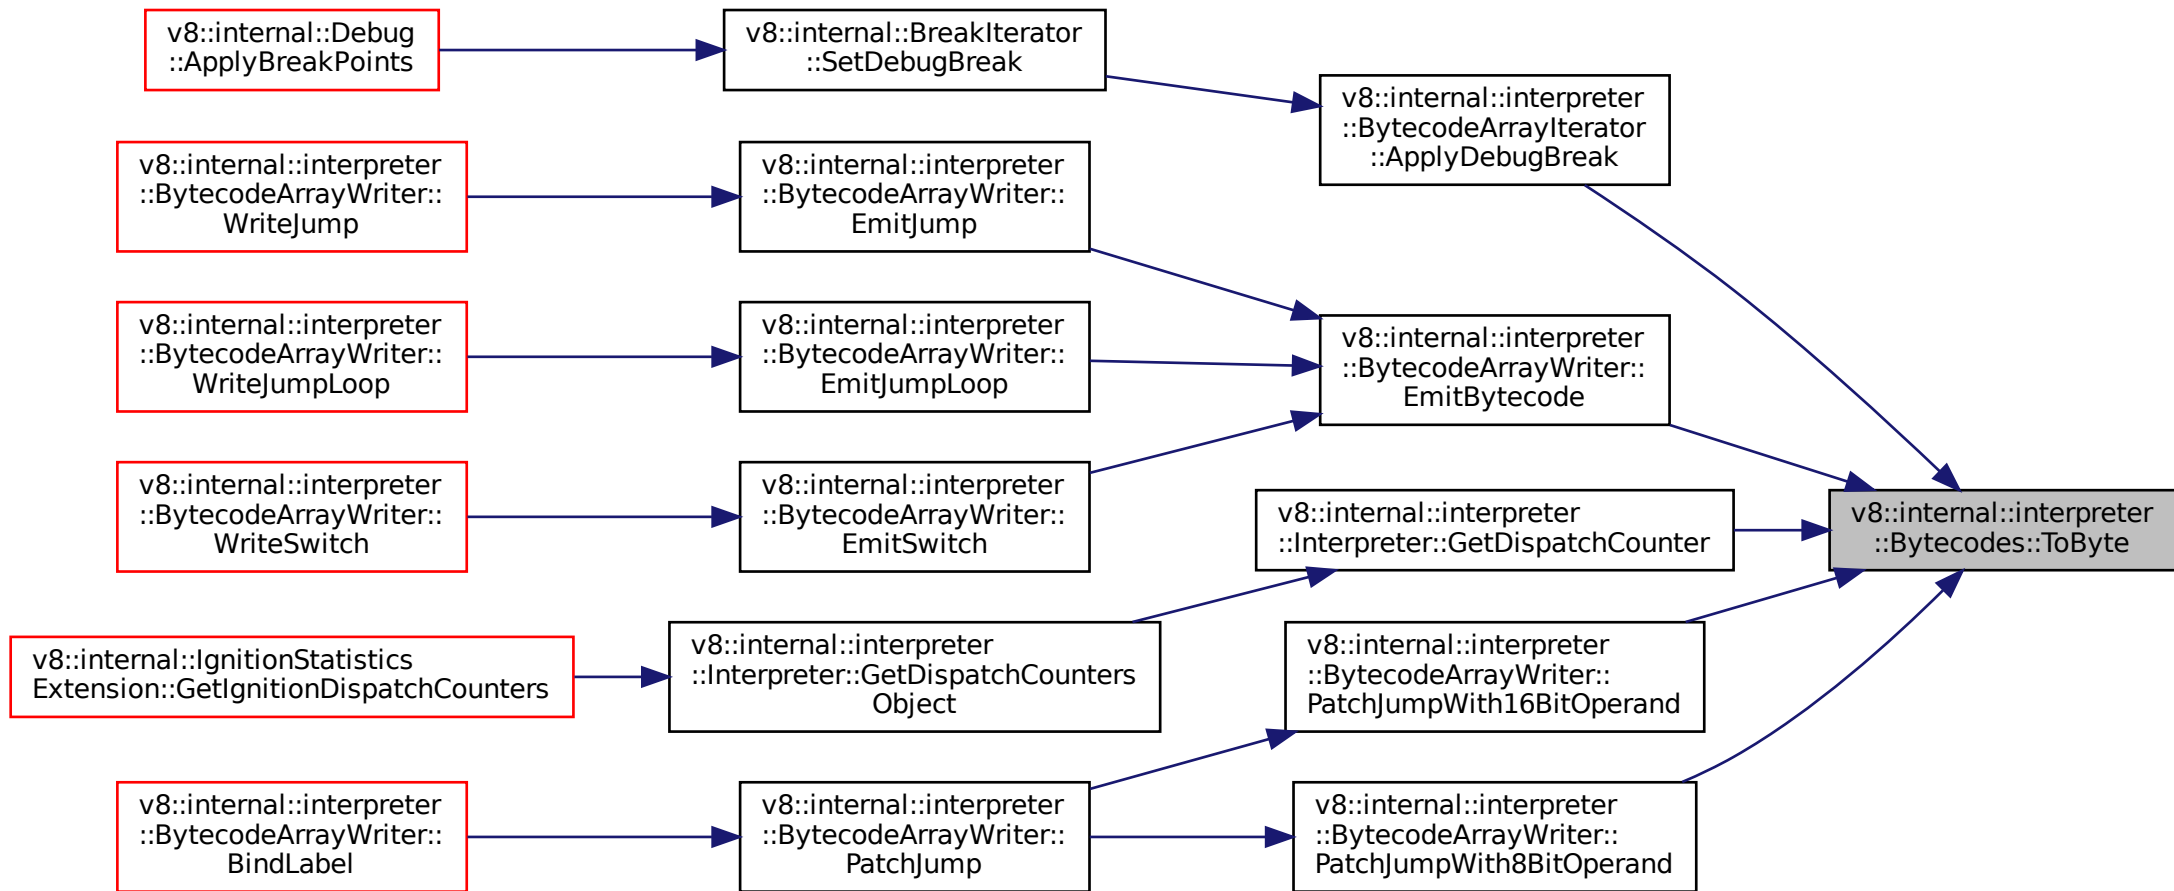 v8::internal::Debug
::ApplyBreakPoints
v8::internal::BreakIterator
::SetDebugBreak
v8::internal::interpreter
::BytecodeArrayIterator
::ApplyDebugBreak
v8::internal::interpreter
::BytecodeArrayWriter::
WriteJump
v8::internal::interpreter
::BytecodeArrayWriter::
EmitJump
v8::internal::interpreter
::BytecodeArrayWriter::
WriteJumpLoop
v8::internal::interpreter
::BytecodeArrayWriter::
EmitJumpLoop
v8::internal::interpreter
::BytecodeArrayWriter::
EmitBytecode
v8::internal::interpreter
::BytecodeArrayWriter::
WriteSwitch
v8::internal::interpreter
::BytecodeArrayWriter::
EmitSwitch
v8::internal::interpreter
::Interpreter::GetDispatchCounter
v8::internal::interpreter
::Bytecodes::ToByte
v8::internal::IgnitionStatistics
Extension::GetIgnitionDispatchCounters
v8::internal::interpreter
::Interpreter::GetDispatchCounters
Object
v8::internal::interpreter
::BytecodeArrayWriter::
PatchJumpWith16BitOperand
v8::internal::interpreter
::BytecodeArrayWriter::
BindLabel
v8::internal::interpreter
::BytecodeArrayWriter::
PatchJump
v8::internal::interpreter
::BytecodeArrayWriter::
PatchJumpWith8BitOperand